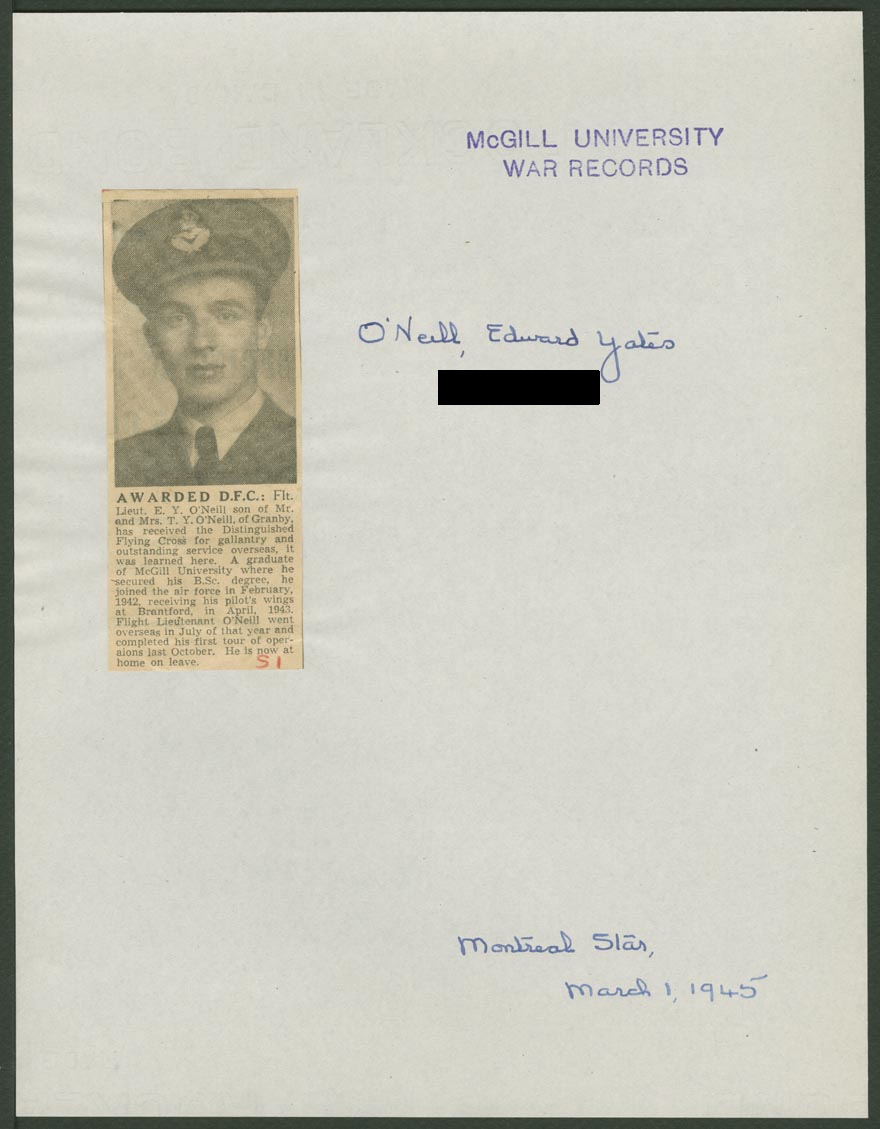 McGILL UNIVERSITY
WAR RECORDS
O'Neill, Edward Yates
AWARDED D.F.C.: Flt.
Lieut. E. Y. O'Neill son of Mr.
and Mrs. T. Y. O'Neill, of Granby,
has received the Distinguished
Flying Cross for gallantry and
outstanding service overseas, it
was learned here. A graduate
of McGill University where he
secured his B.Sc. degree, he
joined the air force in February,
1942, receiving his pilot's wings
at Brantford, in April, 1943.
Flight Lieutenant O'Neill went
overseas in July of that year and
completed his first tour of oper-
aions last October. He is now at
home on leave.
S1
Montreal Star,
March 1, 1945